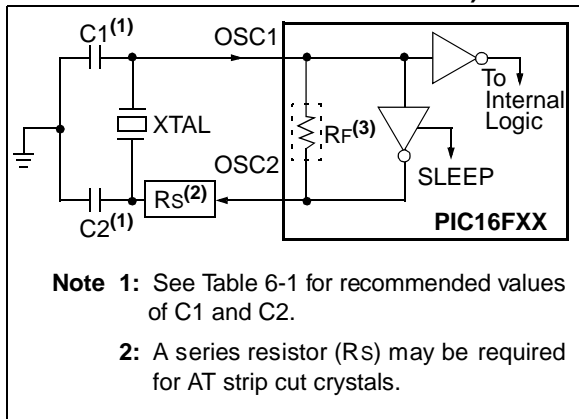 C1(1)
OSC1
To
Internal
Logic
XTAL
RF(3)
OSC2
SLEEP
RS(2)
C2(1)
PIC16FXX
Note 1: See Table 6-1 for recommended values
of C1 and C2.
2: A series resistor (RS) may be required
for AT strip cut crystals.